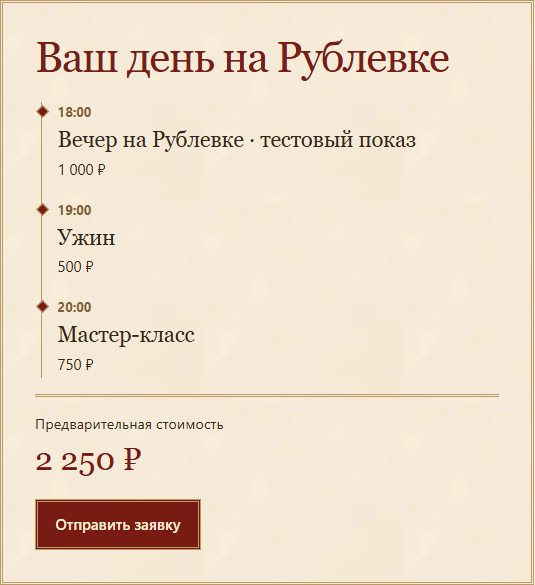 Ваш день на Рублевке
18:00
Вечер на Рублевке · тестовый показ
1 000 ₽
19:00
Ужин
500 ₽
20:00
Мастер-класс
750 ₽
Предварительная стоимость
2 250 ₽
Отправить заявку